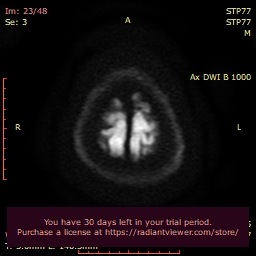 Im: 23/48
Se: 3
A
STP77
STP77
M
Ax DWI B 1000
R
L
You have 30 days left in your trial period.
Purchase a license at https://radiantviewer.com/store/